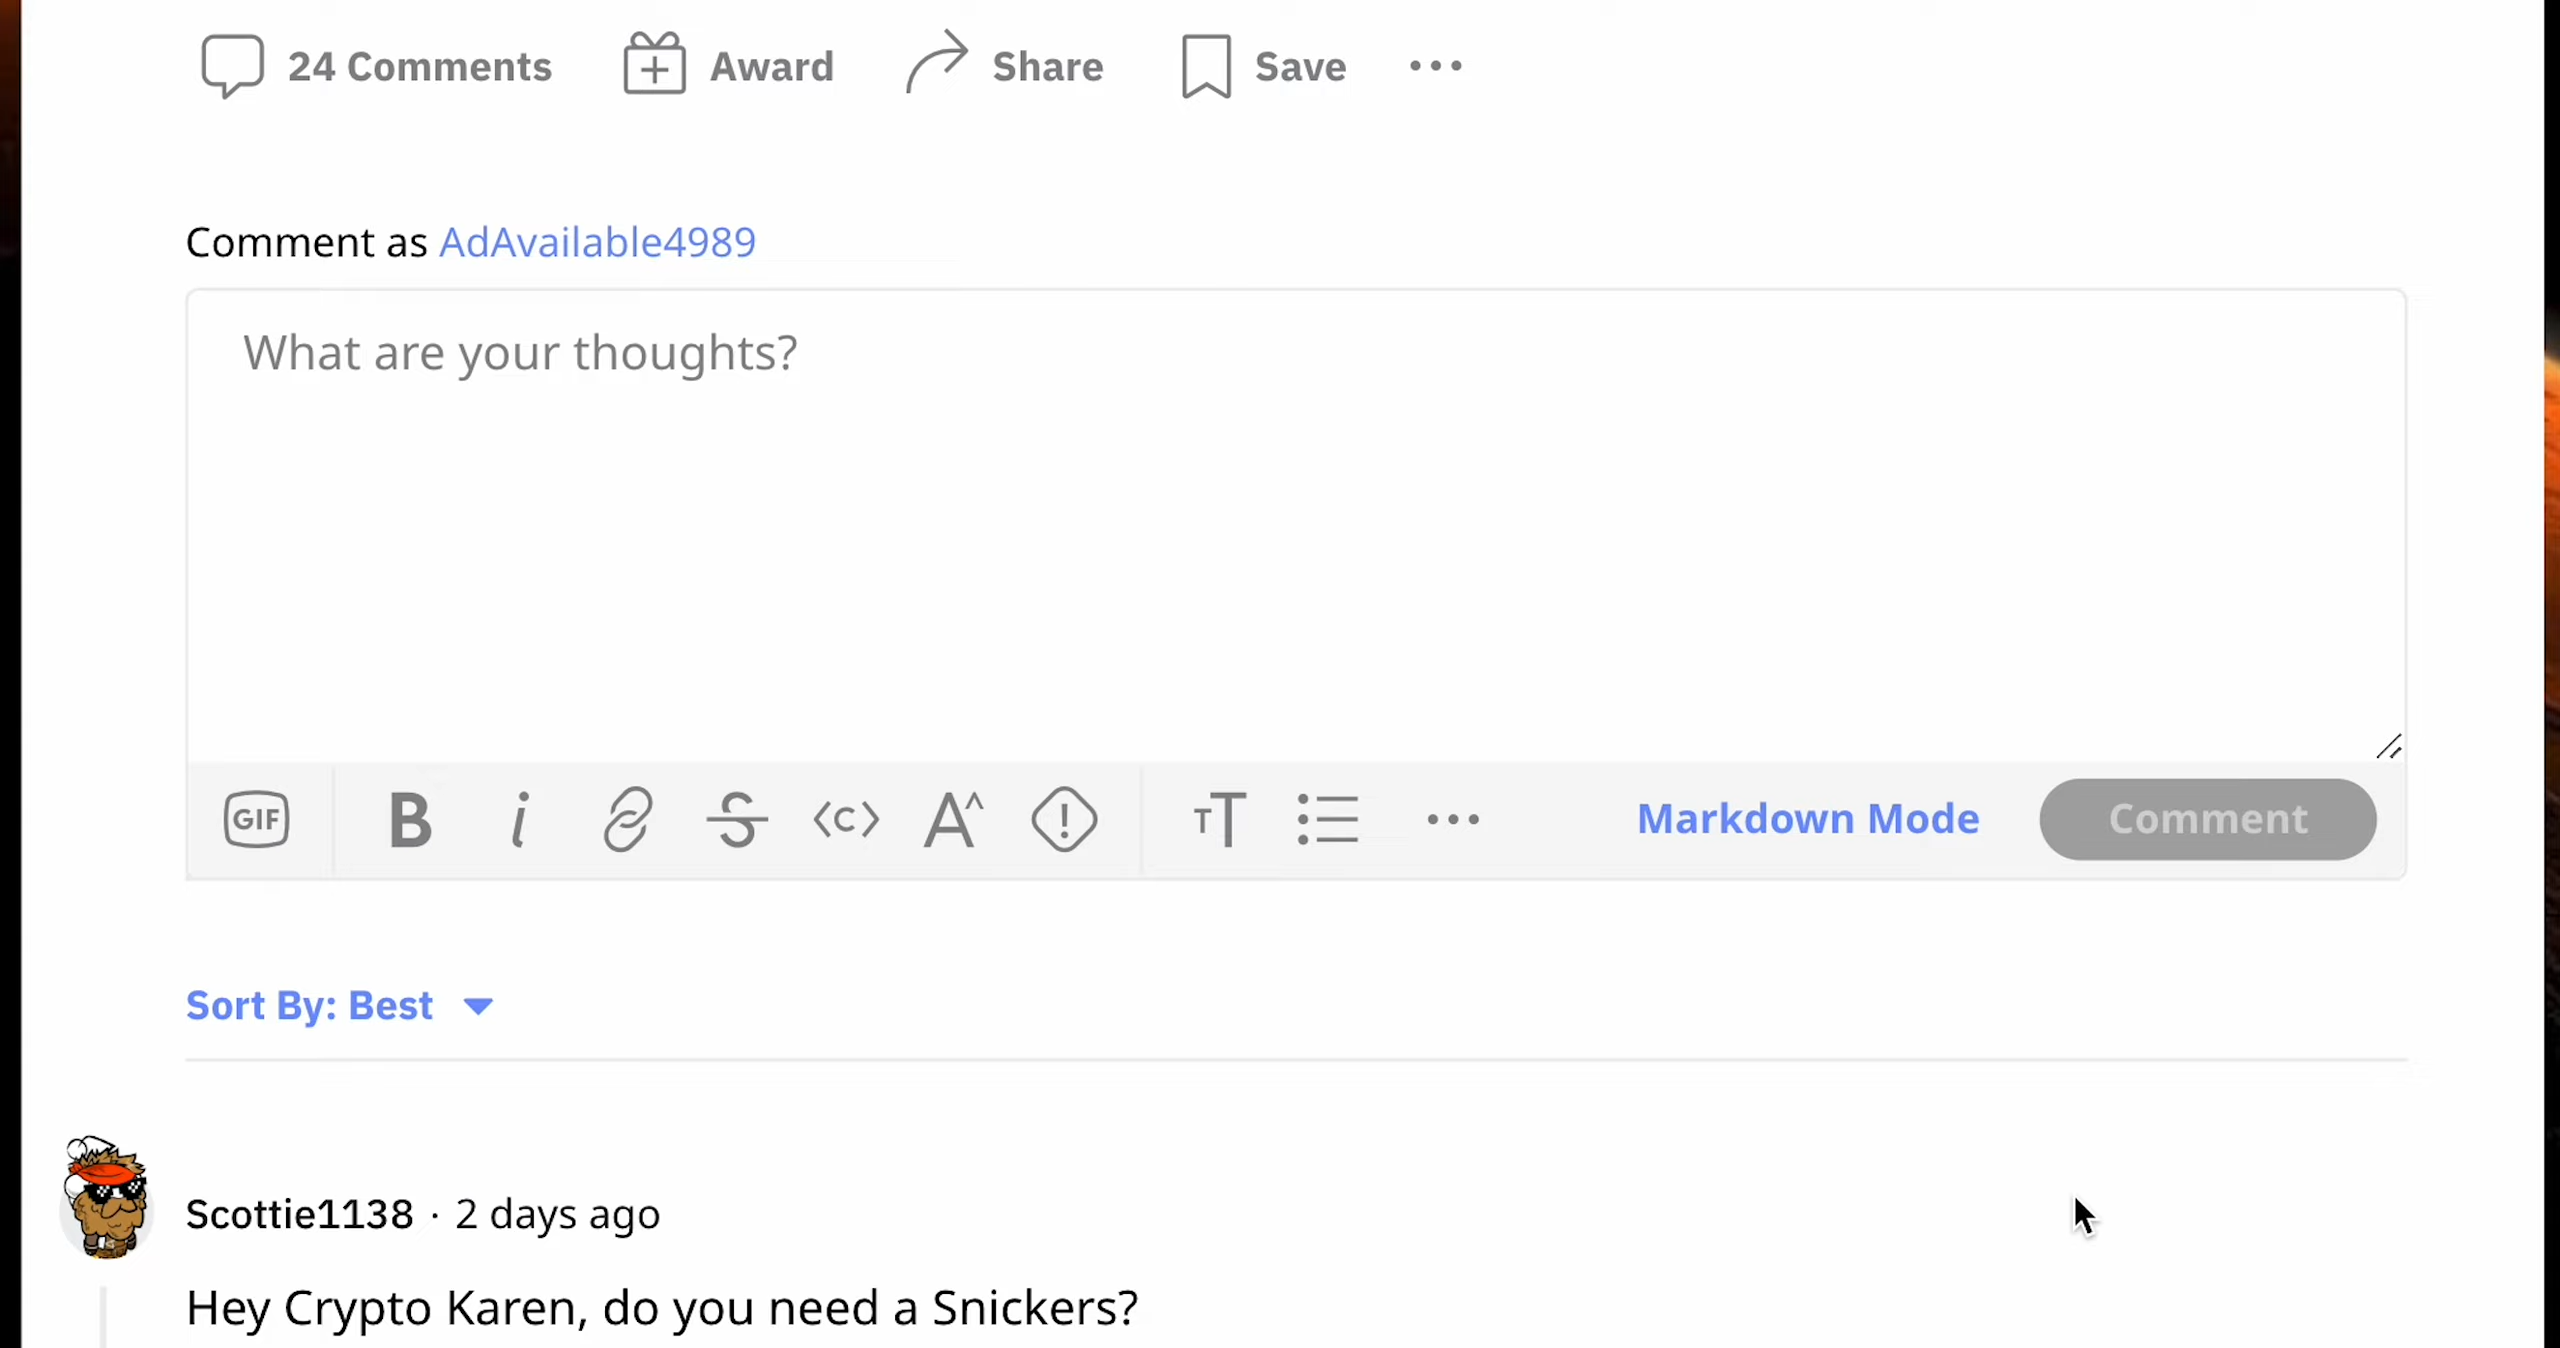 24 Comments Award Share Save
Comment as AdAvailable4989
What are your thoughts?
GIF B i S <c> A^ ! TT Markdown Mode Comment
Sort By: Best
Scottie1138 · 2 days ago
Hey Crypto Karen, do you need a Snickers?